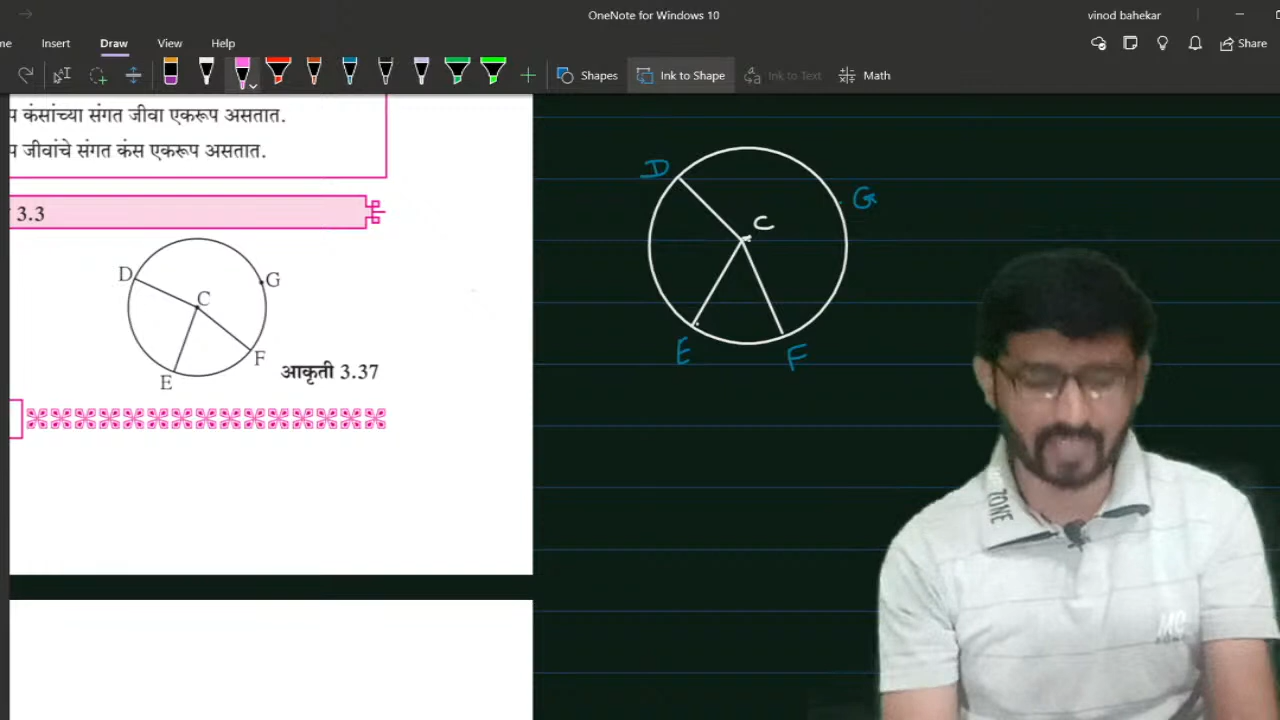 OneNote for Windows 10
vinod bahekar
Insert
Draw
View
Help
Share
Shapes
Ink to Shape
Ink to Text
Math
कंसांच्या संगत जीवा एकरूप असतात.
जीवांचे संगत कंस एकरूप असतात.
3.3
D
G
C
F
E
आकृती 3.37
D
G
C
E
F
ZONE